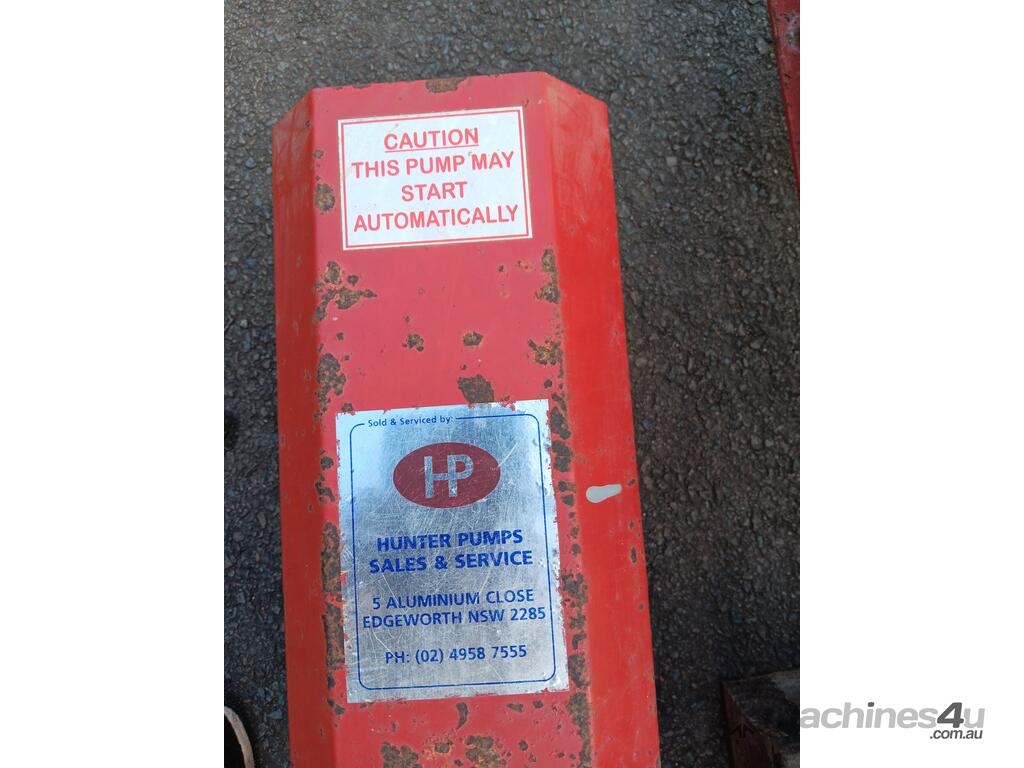 CAUTION
THIS PUMP MAY
START
AUTOMATICALLY
Sold & Serviced by:
HP
HUNTER PUMPS
SALES & SERVICE
5 ALUMINIUM CLOSE
EDGEWORTH NSW 2285
PH: (02) 4958 7555
machines4u
.com.au